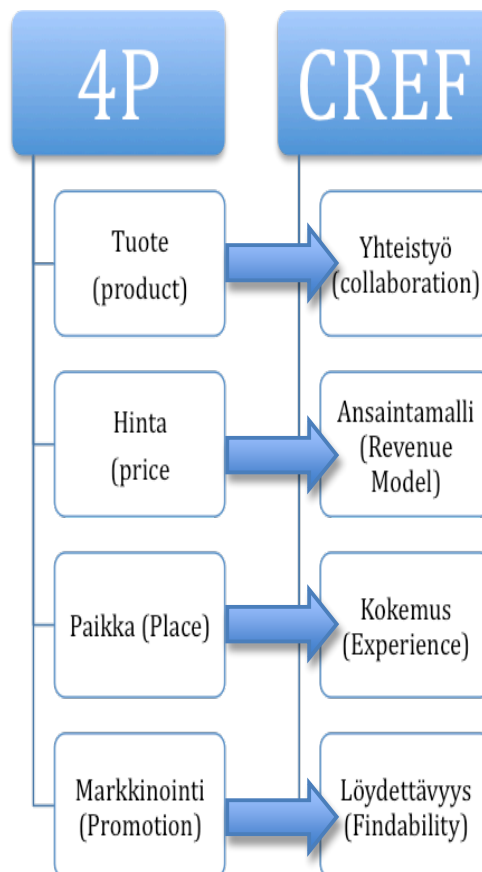 4P
CREF
Tuote
(product)
Yhteistyö
(collaboration)
Hinta
(price
Ansaintamalli
(Revenue
Model)
Paikka (Place)
Kokemus
(Experience)
Markkinointi
(Promotion)
Löydettävyys
(Findability)